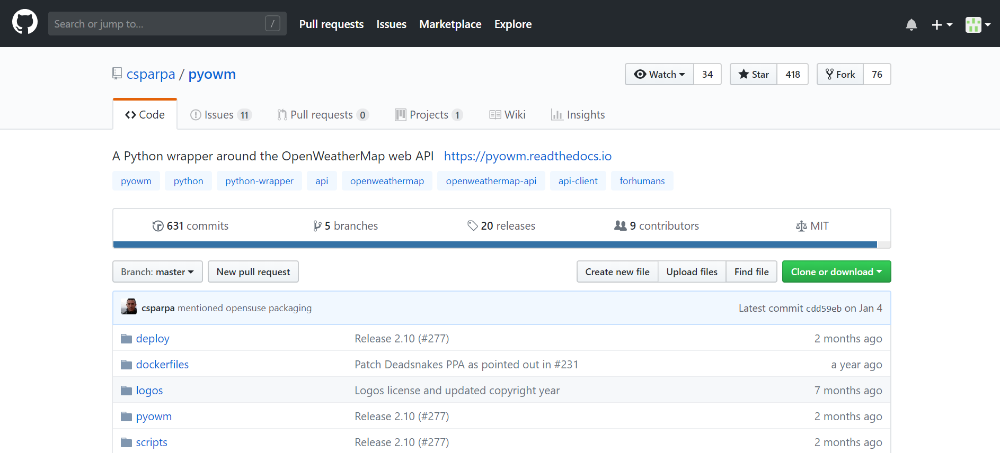 Search or jump to... / Pull requests Issues Marketplace Explore
csparpa / pyowm Watch 34 Star 418 Fork 76
Code Issues 11 Pull requests 0 Projects 1 Wiki Insights
A Python wrapper around the OpenWeatherMap web API https://pyowm.readthedocs.io
pyowm python python-wrapper api openweathermap openweathermap-api api-client forhumans
631 commits 5 branches 20 releases 9 contributors MIT
Branch: master New pull request Create new file Upload files Find file Clone or download
csparpa mentioned opensuse packaging Latest commit cdd59eb on Jan 4
deploy Release 2.10 (#277) 2 months ago
dockerfiles Patch Deadsnakes PPA as pointed out in #231 a year ago
logos Logos license and updated copyright year 7 months ago
pyowm Release 2.10 (#277) 2 months ago
scripts Release 2.10 (#277) 2 months ago